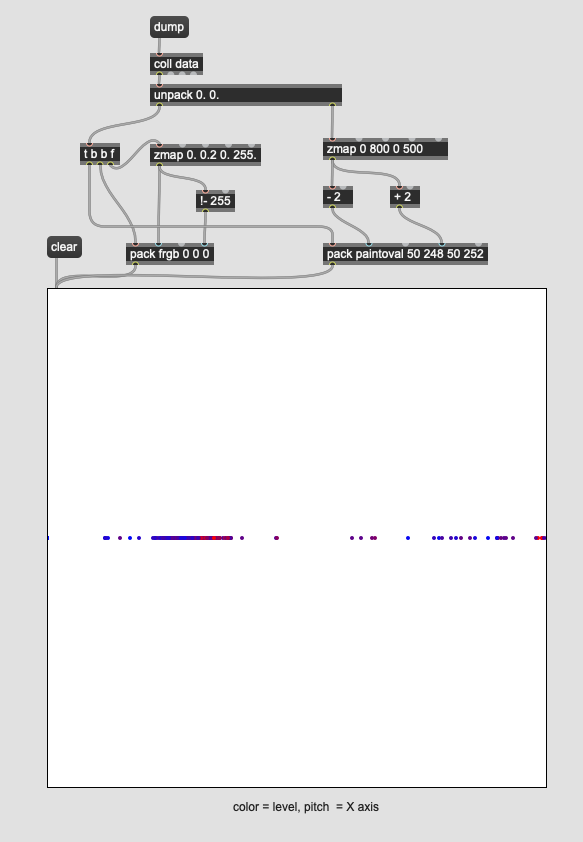 dump
coll data
unpack 0. 0.
t b b f
zmap 0. 0.2 0. 255.
zmap 0 800 0 500
!- 255
- 2
+ 2
clear
pack frgb 0 0 0
pack paintoval 50 248 50 252
color = level, pitch  = X axis